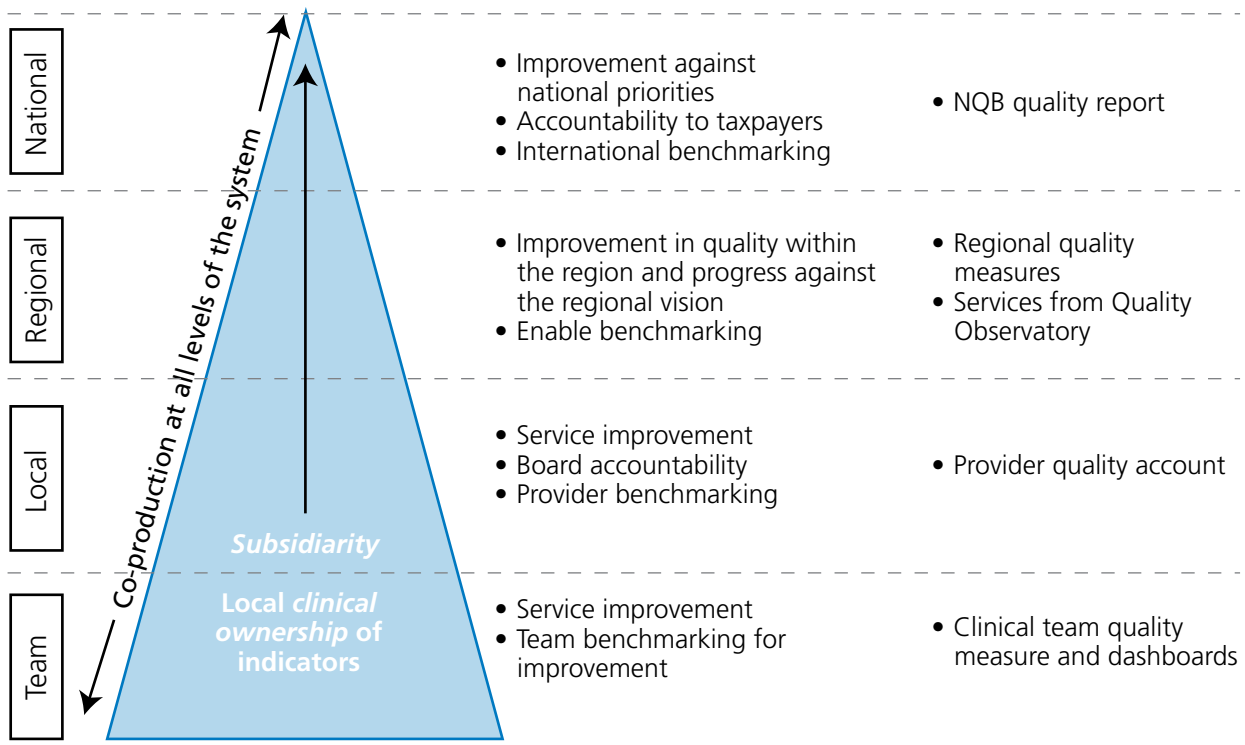 National
• Improvement against
national priorities
• Accountability to taxpayers
• International benchmarking
• NQB quality report
Co-production at all levels of the system
Regional
• Improvement in quality within
the region and progress against
the regional vision
• Enable benchmarking
• Regional quality
measures
• Services from Quality
Observatory
Local
• Service improvement
• Board accountability
• Provider benchmarking
• Provider quality account
Subsidiarity
Team
Local clinical
ownership of
indicators
• Service improvement
• Team benchmarking for
improvement
• Clinical team quality
measure and dashboards